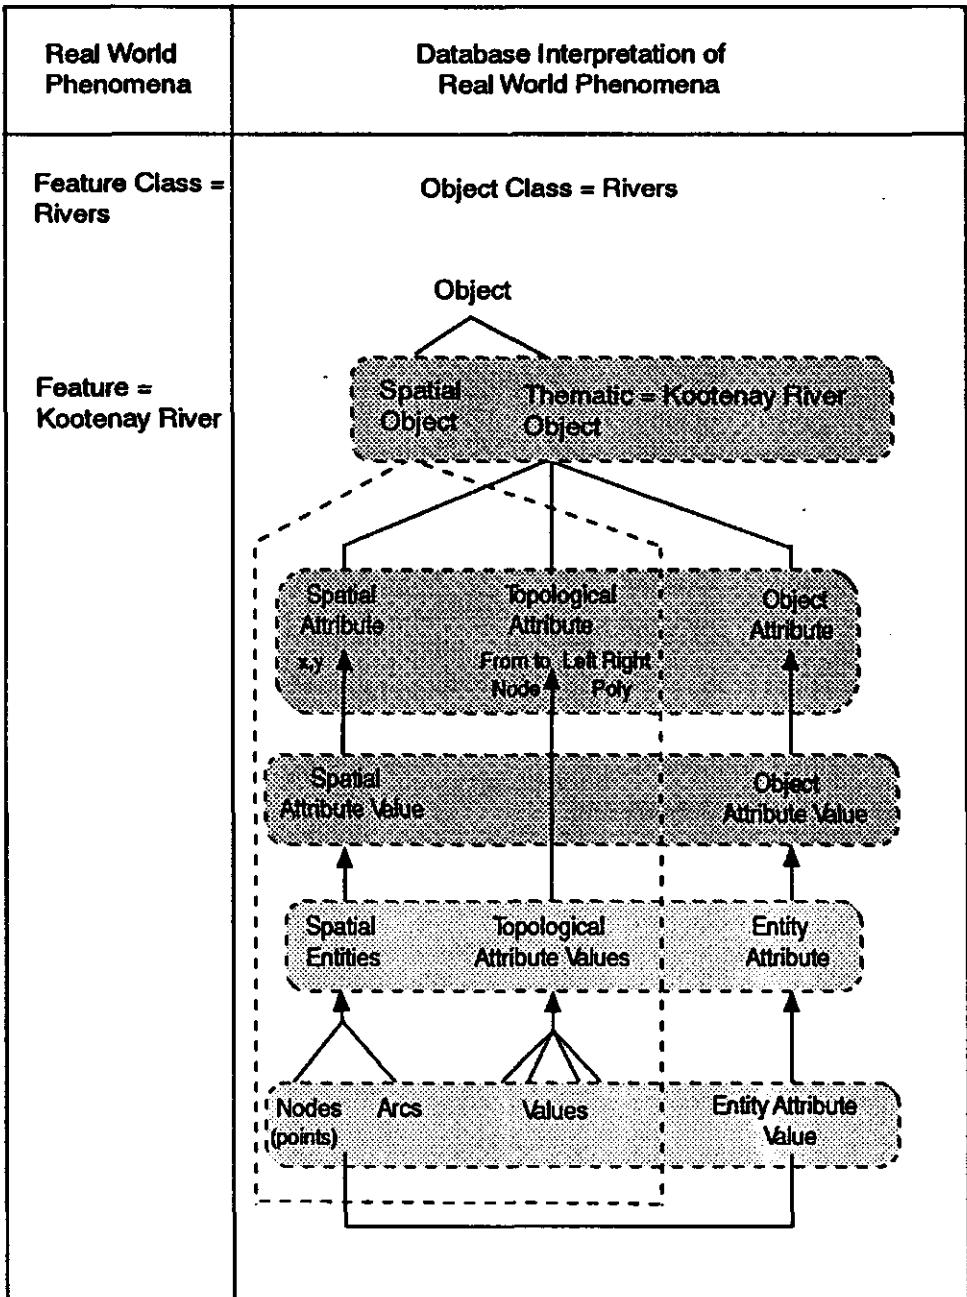 Real World
Phenomena
Database Interpretation of
Real World Phenomena
Feature Class =
Rivers
Object Class = Rivers
Object
Feature =
Kootenay River
Spatial
Object
Thematic = Kootenay River
Object
Spatial
Attribute
x,y
Topological
Attribute
From to Left Right
Node Poly
Object
Attribute
Spatial
Attribute Value
Object
Attribute Value
Spatial
Entities
Topological
Attribute Values
Entity
Attribute
Nodes
(points)
Arcs
Values
Entity Attribute
Value